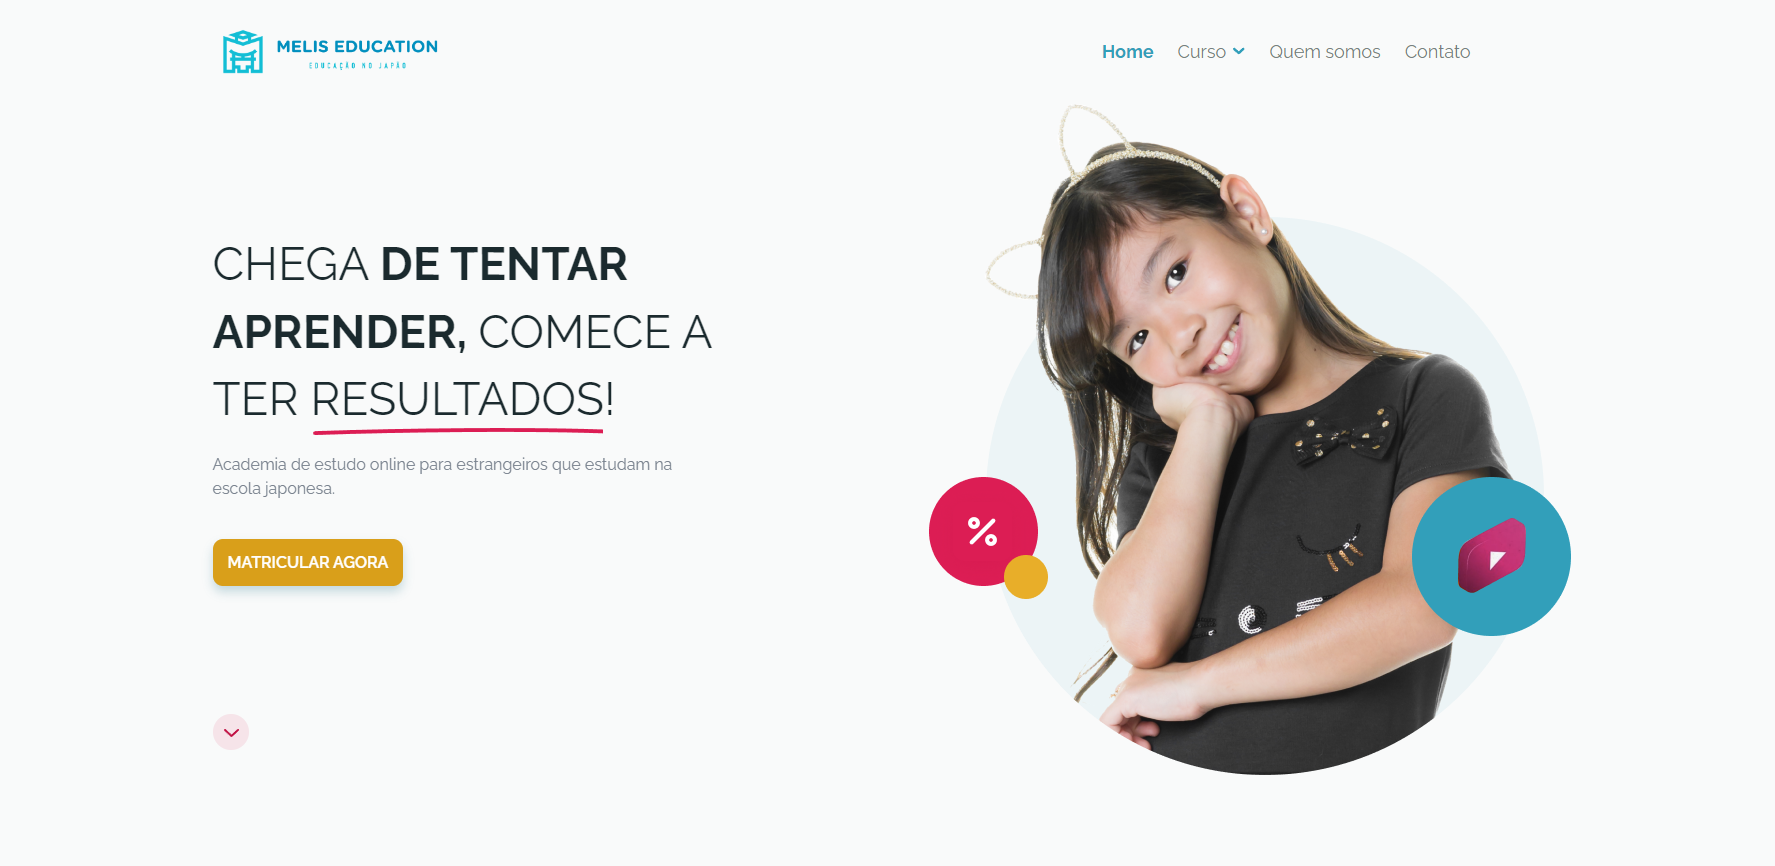 MELIS EDUCATION
EDUCAÇÃO NO JAPÃO
Home Curso Quem somos Contato
CHEGA DE TENTAR
APRENDER, COMECE A
TER RESULTADOS!
Academia de estudo online para estrangeiros que estudam na
escola japonesa.
%
MATRICULAR AGORA